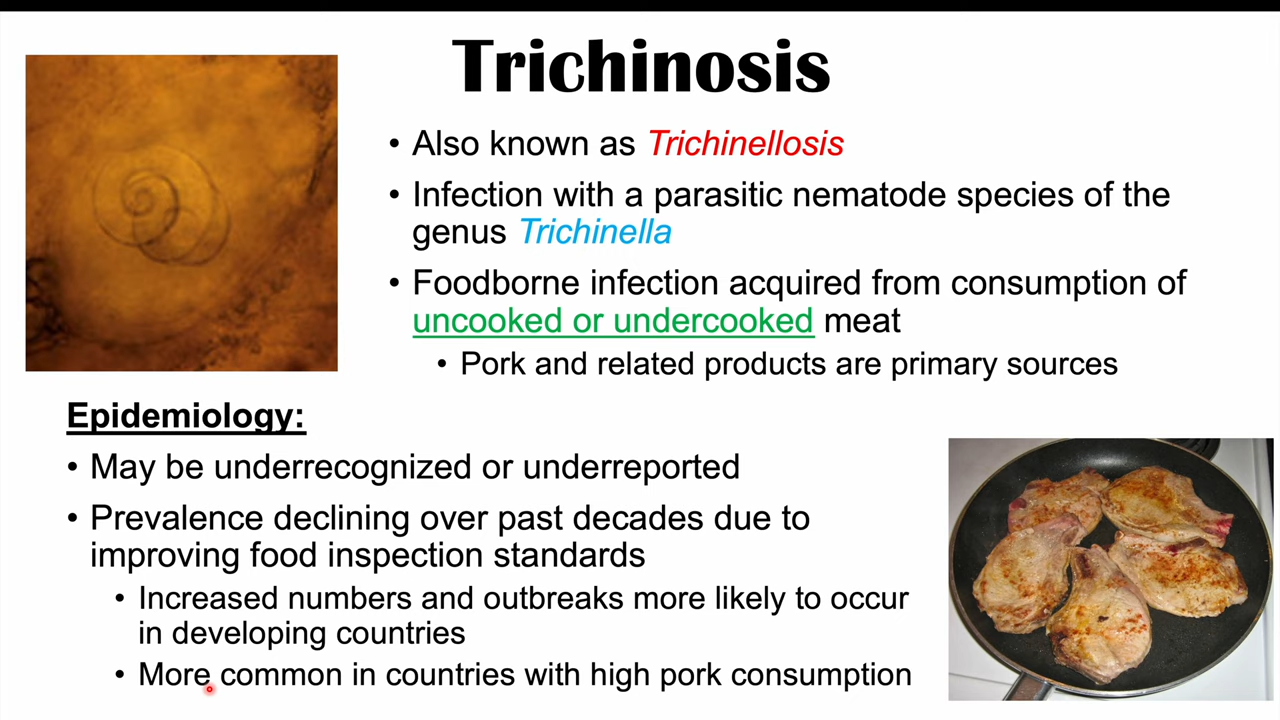 Trichinosis
• Also known as Trichinellosis
• Infection with a parasitic nematode species of the
genus Trichinella
• Foodborne infection acquired from consumption of
uncooked or undercooked meat
• Pork and related products are primary sources
Epidemiology:
• May be underrecognized or underreported
• Prevalence declining over past decades due to
improving food inspection standards
• Increased numbers and outbreaks more likely to occur
in developing countries
• More common in countries with high pork consumption